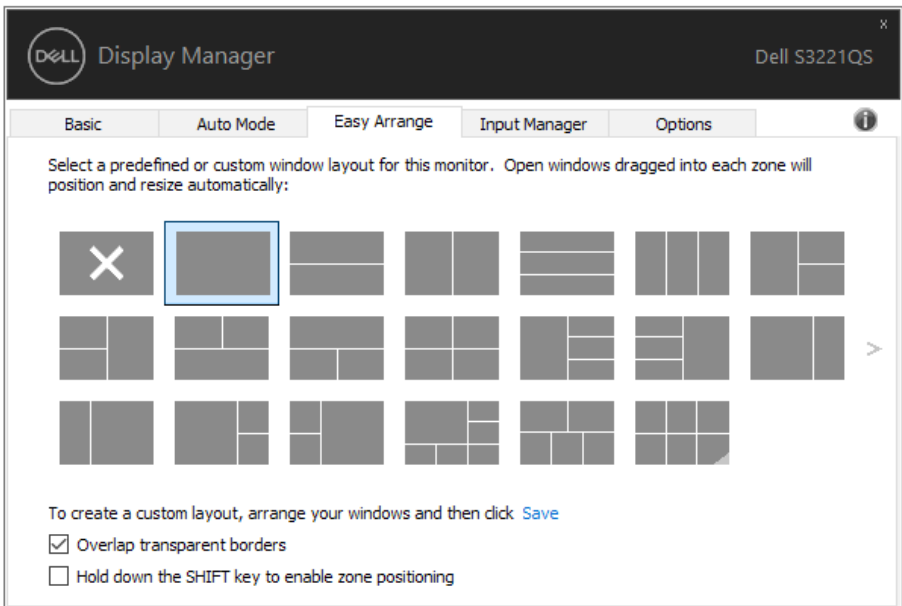 x
DELL Display Manager Dell S3221QS
Basic Auto Mode Easy Arrange Input Manager Options i
Select a predefined or custom window layout for this monitor. Open windows dragged into each zone will
position and resize automatically:
>
To create a custom layout, arrange your windows and then click Save
Overlap transparent borders
Hold down the SHIFT key to enable zone positioning